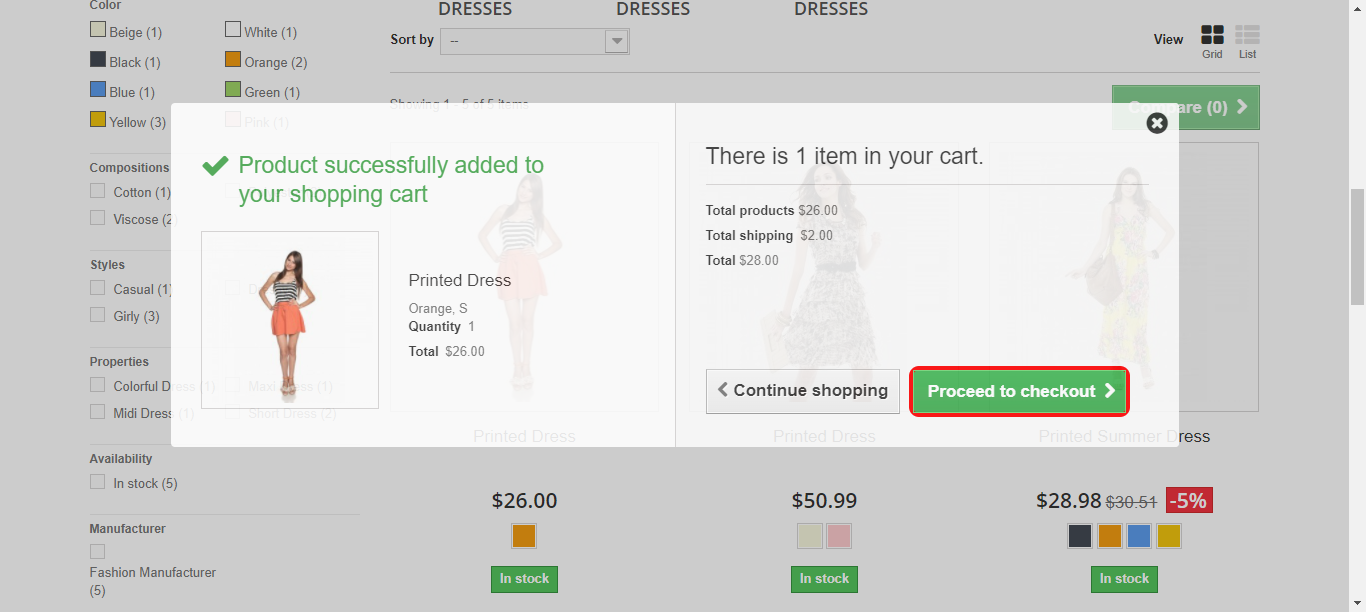 Color
Beige (1)
White (1)
Black (1)
Orange (2)
Blue (1)
Green (1)
Yellow (3)
Pink (1)
Compositions
Cotton (1)
Viscose (2
Styles
Casual (1)
Girly (3)
Properties
Colorful Dress (1)
Maxi Dress (1)
Midi Dress (1)
Short Dress (2)
Availability
In stock (5)
Manufacturer
Fashion Manufacturer
(5)
DRESSES
DRESSES
DRESSES
Sort by
--
View
Grid
List
Showing 1 - 5 of 5 items
Compare (0)
Product successfully added to
your shopping cart
Printed Dress
Orange, S
Quantity 1
Total $26.00
There is 1 item in your cart.
Total products $26.00
Total shipping $2.00
Total $28.00
Continue shopping
Proceed to checkout
Printed Dress
Printed Dress
Printed Summer Dress
$26.00
$50.99
$28.98 $30.51 -5%
In stock
In stock
In stock